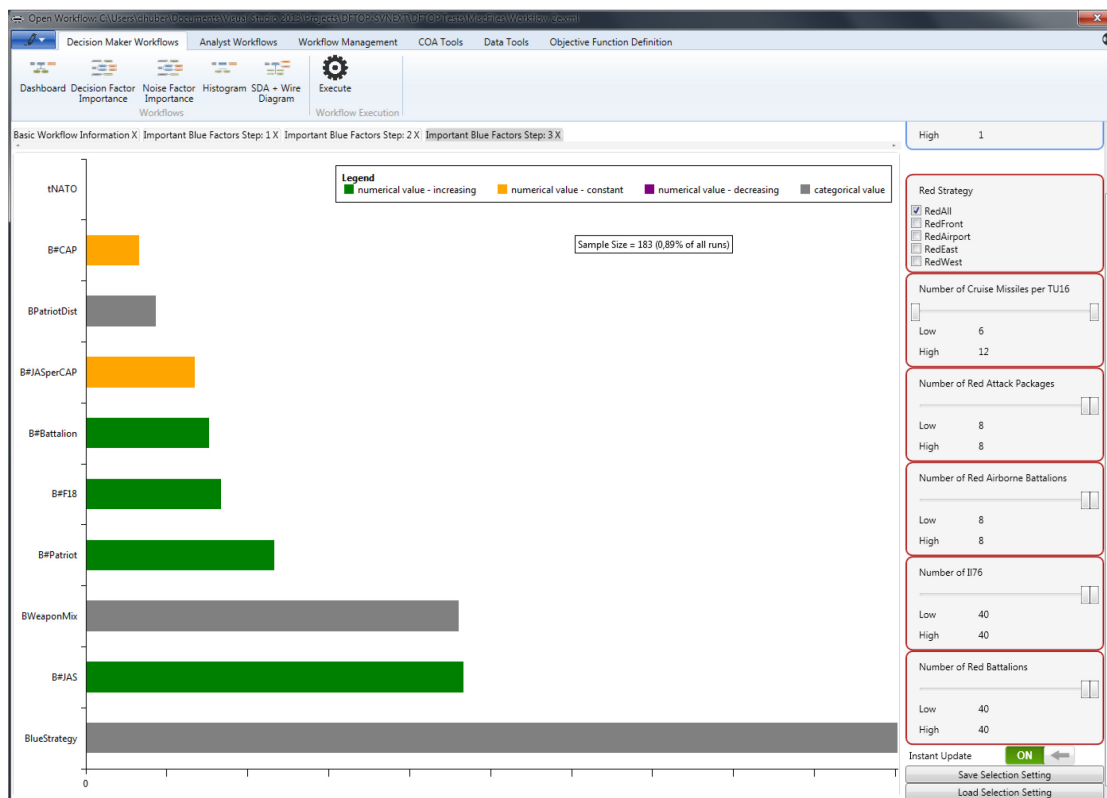 Open Workflow: C:\Users\ahuber\Documents\Visual Studio 2013\Projects\DFTOP\SVNEXT\DFTOP\Tests\MiscFiles\Workflow_2e.xml
Decision Maker Workflows Analyst Workflows Workflow Management COA Tools Data Tools Objective Function Definition
Dashboard Decision Factor Importance Noise Factor Importance Histogram SDA + Wire Diagram Execute
Workflows Workflow Execution
Basic Workflow Information X Important Blue Factors Step: 1 X Important Blue Factors Step: 2 X Important Blue Factors Step: 3 X
Legend
numerical value - increasing numerical value - constant numerical value - decreasing categorical value
Sample Size = 183 (0,89% of all runs)
tNATO
B#CAP
BPatriotDist
B#JASperCAP
B#Battalion
B#F18
B#Patriot
BWeaponMix
B#JAS
BlueStrategy
0
High 1
Red Strategy
RedAll
RedFront
RedAirport
RedEast
RedWest
Number of Cruise Missiles per TU16
Low 6
High 12
Number of Red Attack Packages
Low 8
High 8
Number of Red Airborne Battalions
Low 8
High 8
Number of Il76
Low 40
High 40
Number of Red Battalions
Low 40
High 40
Instant Update ON
Save Selection Setting
Load Selection Setting